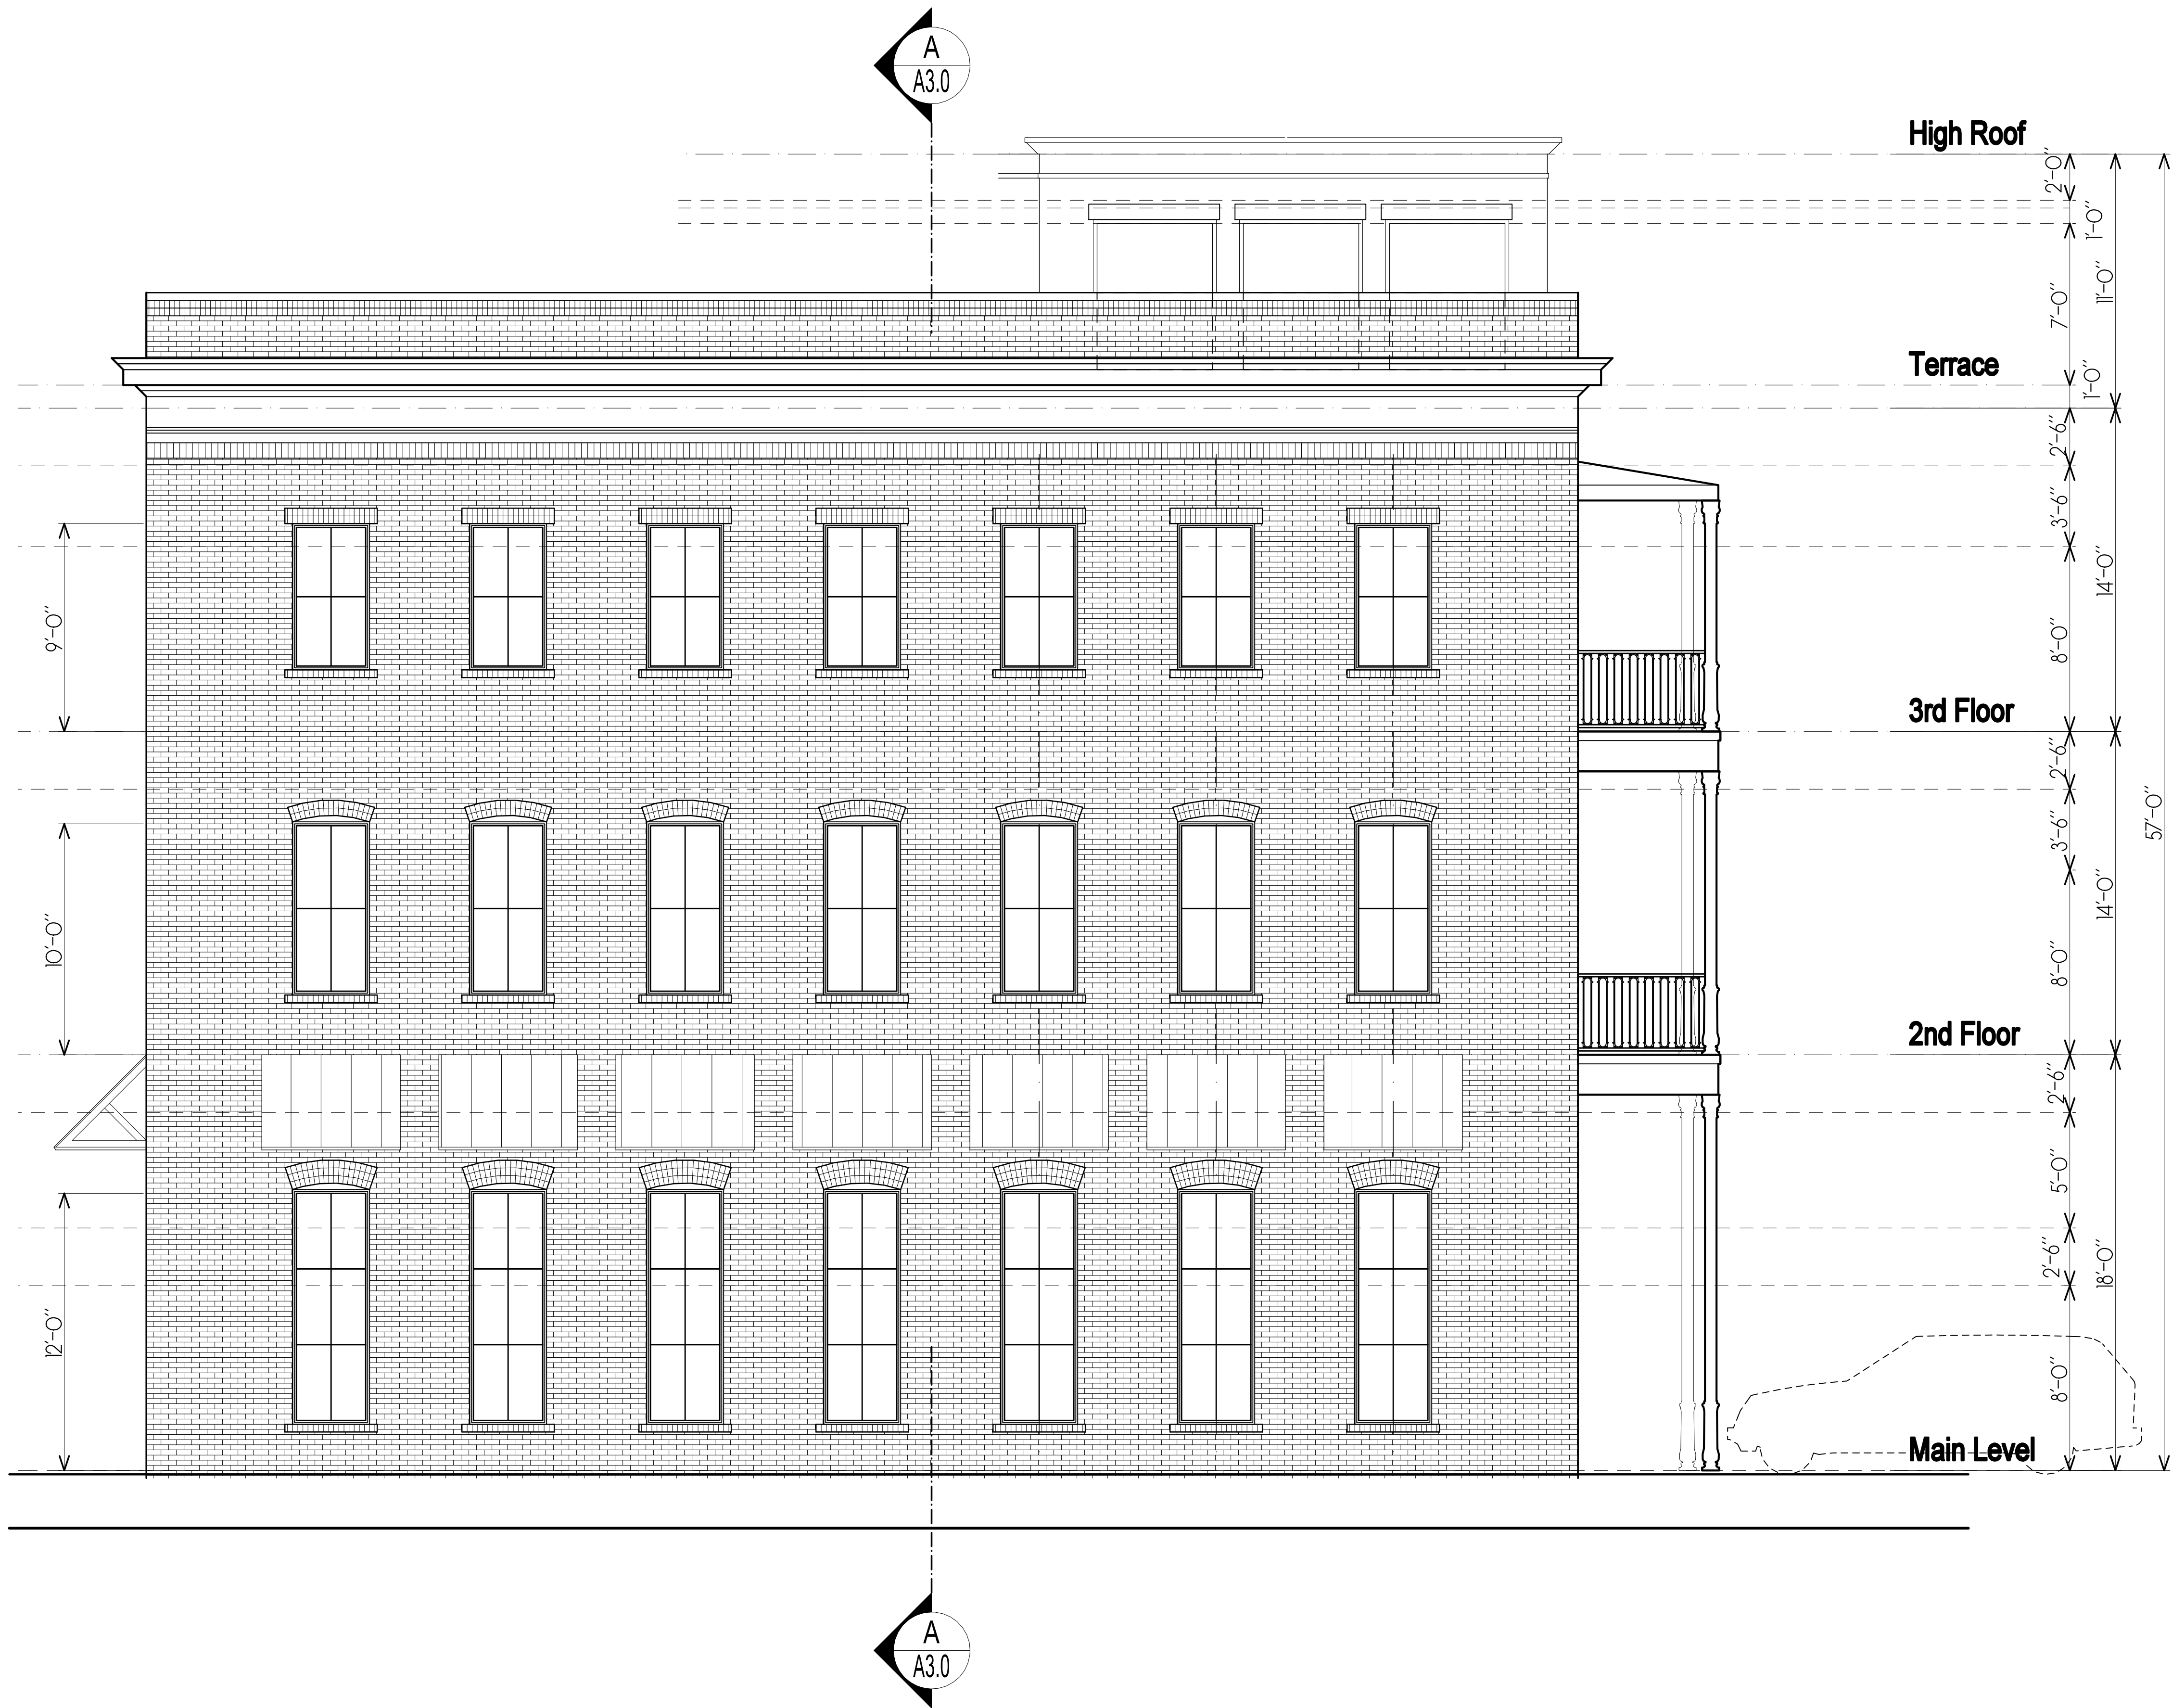 A
A3.0
High Roof
2'-0"
1'-0"
11'-0"
7'-0"
Terrace
1'-0"
2'-6"
3'-6"
14'-0"
9'-0"
8'-0"
3rd Floor
2'-6"
57'-0"
3'-6"
14'-0"
10'-0"
8'-0"
2nd Floor
2'-6"
5'-0"
2'-6"
18'-0"
12'-0"
8'-0"
Main Level
A
A3.0